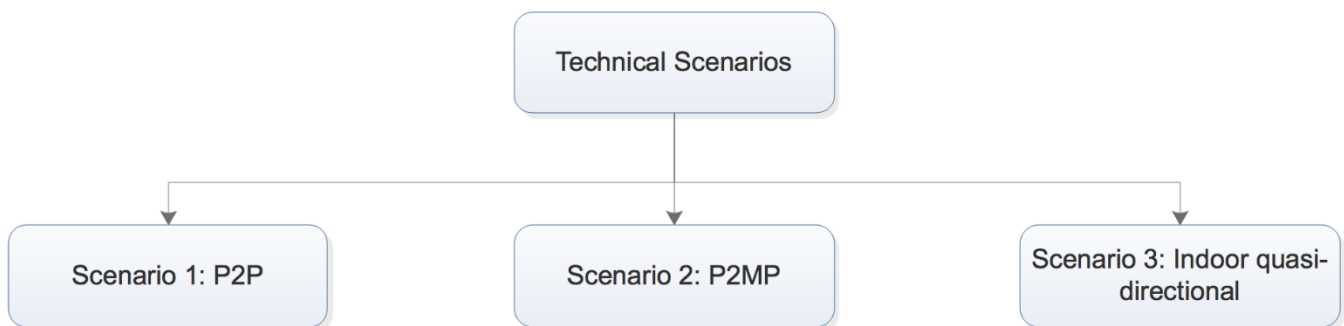 Technical Scenarios
Scenario 1: P2P
Scenario 2: P2MP
Scenario 3: Indoor quasi-
directional